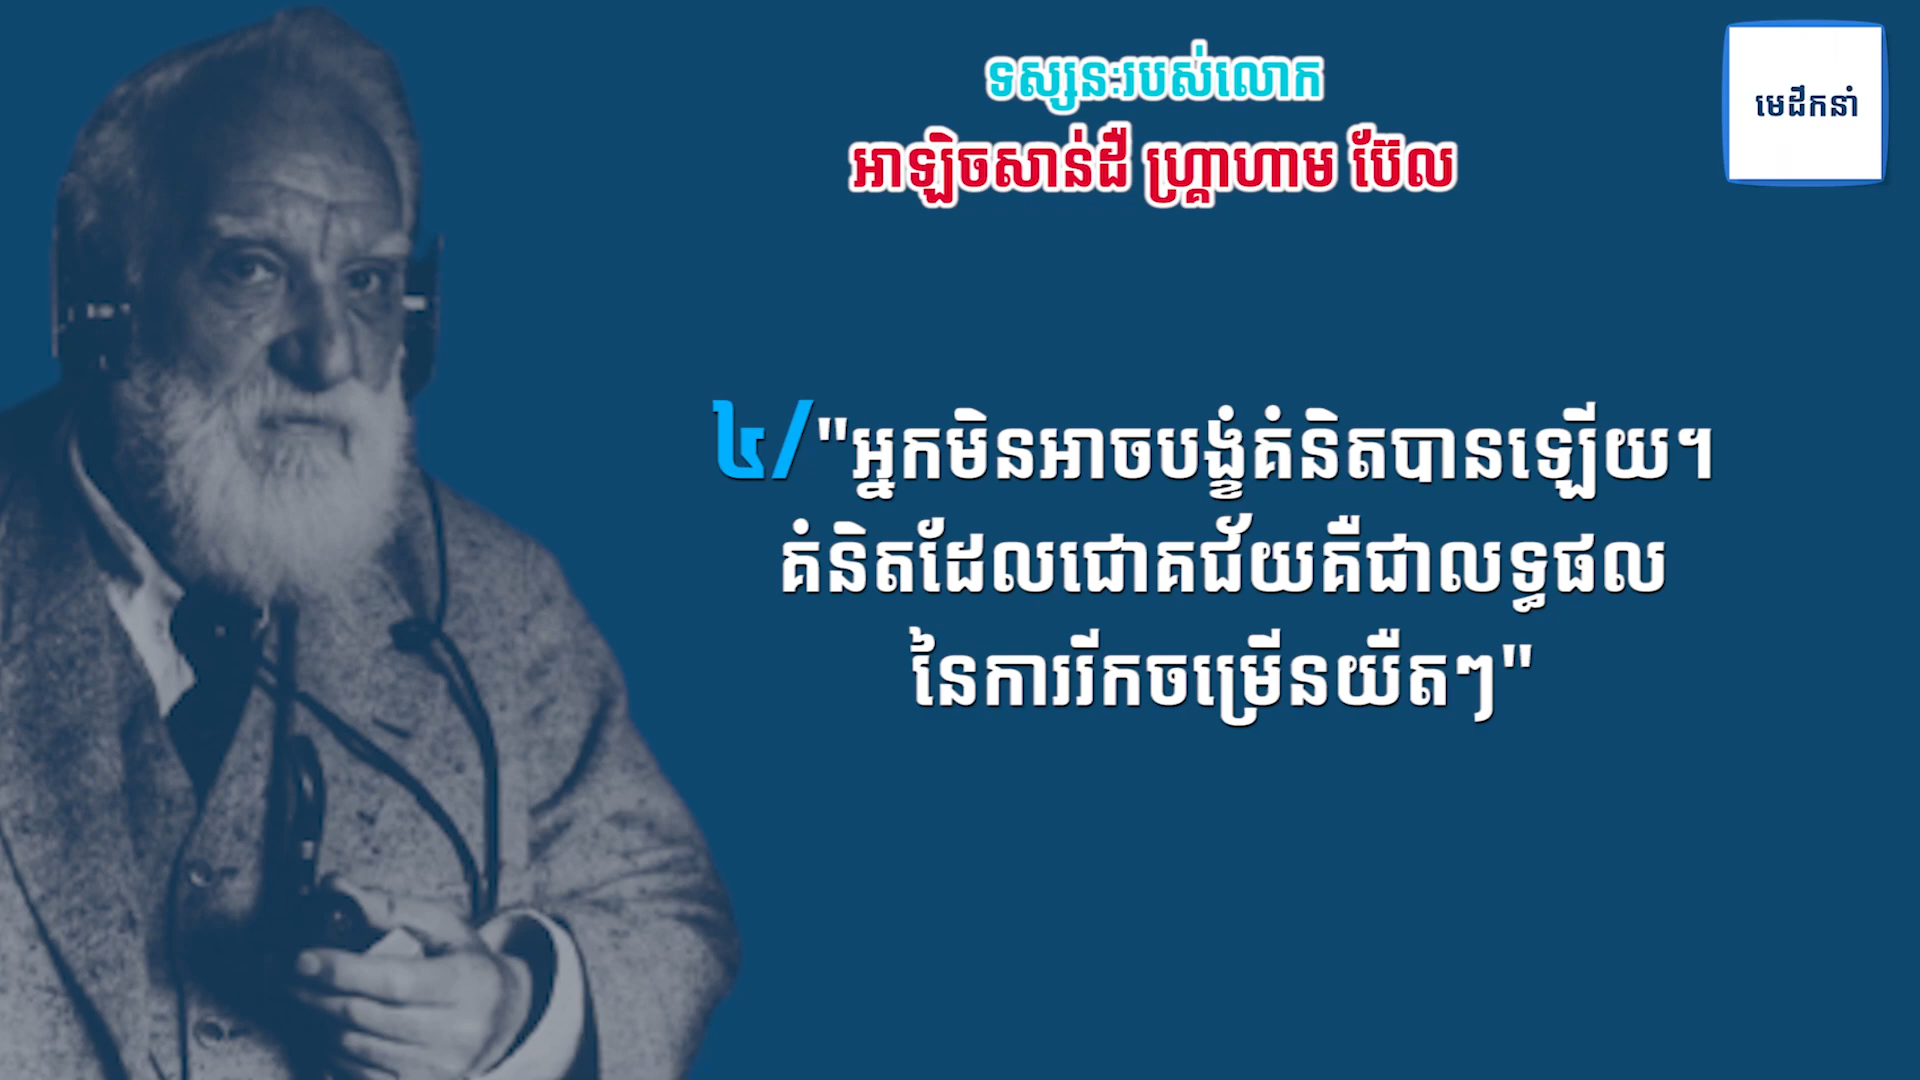 ទស្សនៈរបស់លោក
អាឡិចសាន់ដឺ ហ្គ្រាហាម ប៊ែល
មេដឹកនាំ
៤/"អ្នកមិនអាចបង្ខំគំនិតបានឡើយ។
គំនិតដែលជោគជ័យគឺជាលទ្ធផល
នៃការរីកចម្រើនយឺតៗ"